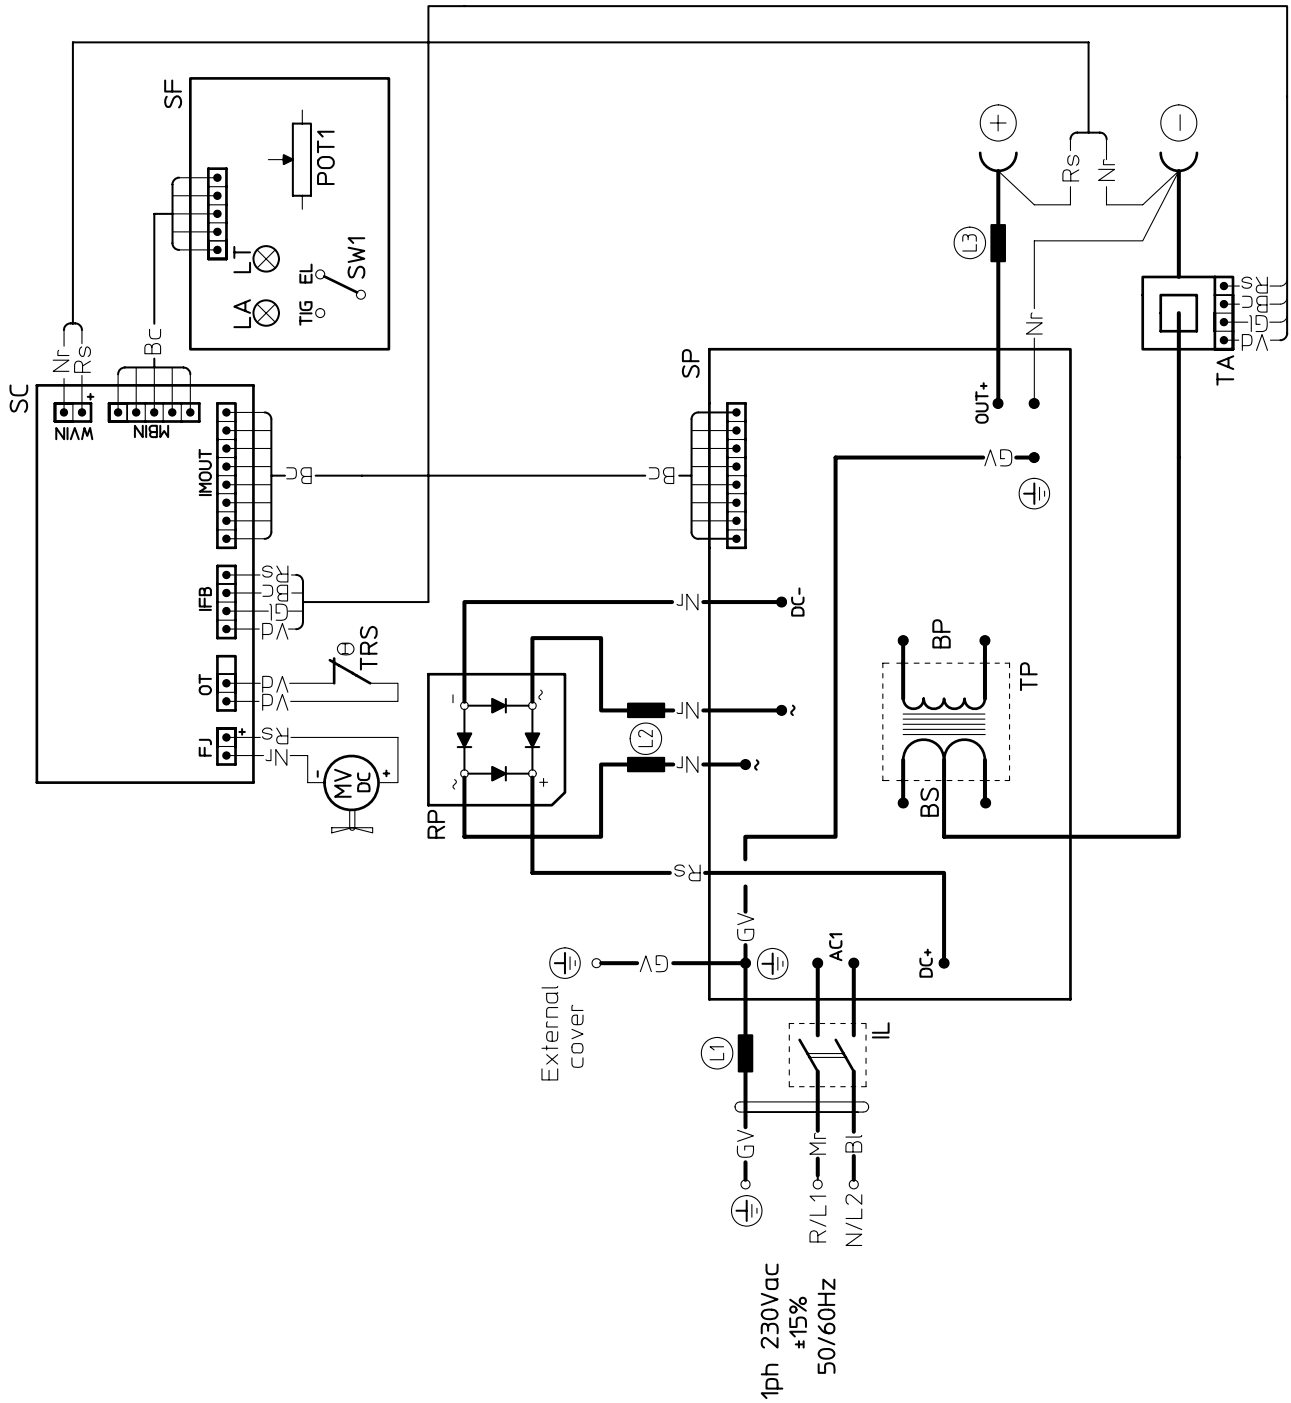 SF
POT1
LT
LA
EL
SW1
TIG
SC
Nr
Rs
Bc
WVIN
+
MBIN
IMOUT
Bc
IFB
Rs
Bc
Gl
Vd
OT
Vd
Vd
TRS
θ
FJ
+
Rs
Nr
MV
DC
-
+
RP
-
~
~
+
L2
SP
Bc
Nr
DC-
Nr
~
Nr
~
Rs
DC+
BP
TP
BS
OUT+
GV
Nr
L3
+
Rs
Nr
-
TA
Rs
Bc
Gl
Vd
GV
AC1
GV
External
cover
L1
IL
GV
Mr
Bl
R/L1
N/L2
1ph 230Vac
±15%
50/60Hz